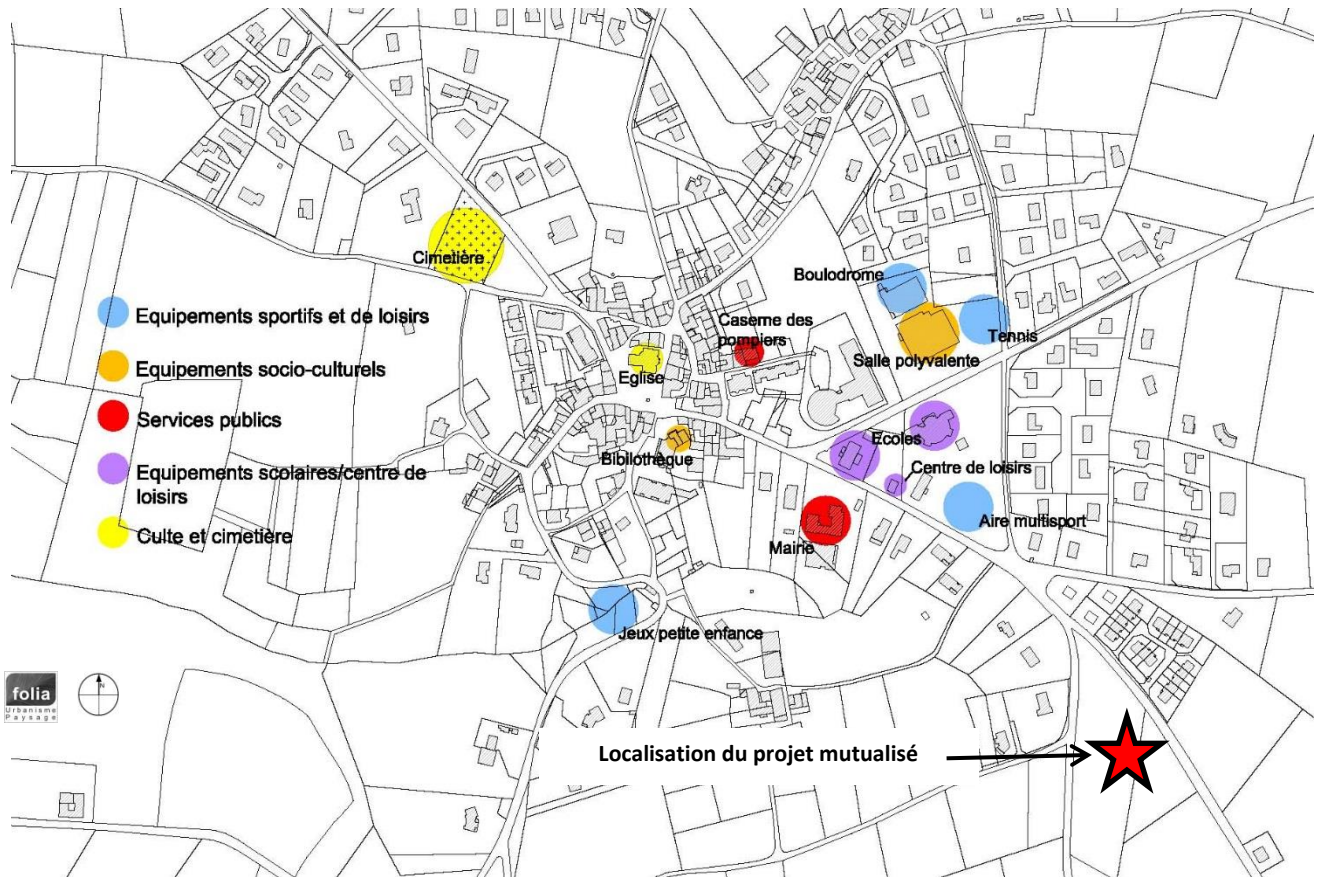 Cimetière
Boulodrome
Equipements sportifs et de loisirs
Caserne des
pompiers
Tennis
Salle polyvalente
Equipements socio-culturels
Eglise
Services publics
Ecoles
Bibilothèque
Centre de loisirs
Equipements scolaires/centre de
loisirs
Aire multisport
Culte et cimetière
Mairie
Jeux petite enfance
folia
Urbanisme
Paysage
N
Localisation du projet mutualisé